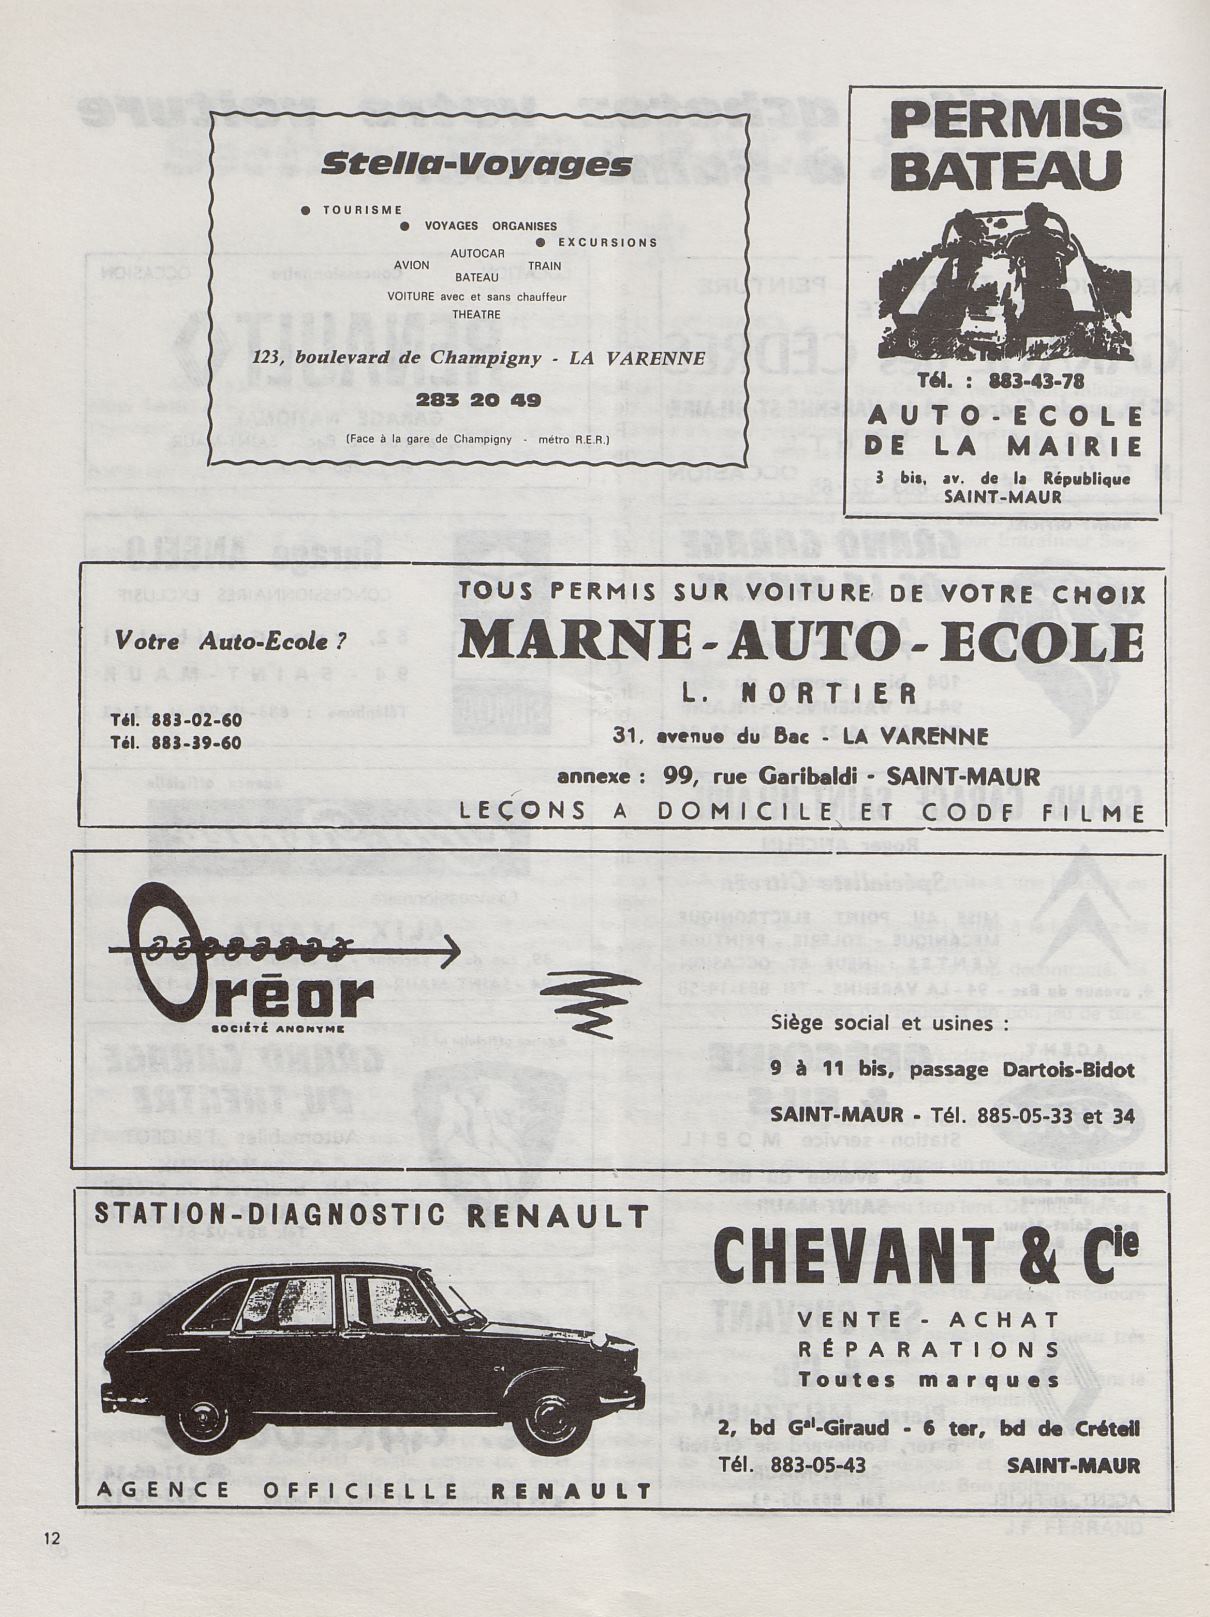 Stella-Voyages
● TOURISME
● VOYAGES ORGANISES
● EXCURSIONS
AUTOCAR
AVION TRAIN
BATEAU
VOITURE avec et sans chauffeur
THEATRE
123, boulevard de Champigny - LA VARENNE
283 20 49
(Face à la gare de Champigny - métro R.E.R.)
PERMIS
BATEAU
Tél. : 883-43-78
AUTO-ECOLE
DE LA MAIRIE
3 bis, av. de la République
SAINT-MAUR
Votre Auto-Ecole ?
Tél. 883-02-60
Tél. 883-39-60
TOUS PERMIS SUR VOITURE DE VOTRE CHOIX
MARNE-AUTO-ECOLE
L. NORTIER
31, avenue du Bac - LA VARENNE
annexe : 99, rue Garibaldi - SAINT-MAUR
LEÇONS A DOMICILE ET CODE FILME
Oréor
SOCIÉTÉ ANONYME
Siège social et usines :
9 à 11 bis, passage Dartois-Bidot
SAINT-MAUR - Tél. 885-05-33 et 34
STATION-DIAGNOSTIC RENAULT
AGENCE OFFICIELLE RENAULT
CHEVANT & Cie
VENTE - ACHAT
RÉPARATIONS
Toutes marques
2, bd Gal-Giraud - 6 ter, bd de Créteil
Tél. 883-05-43 SAINT-MAUR
12